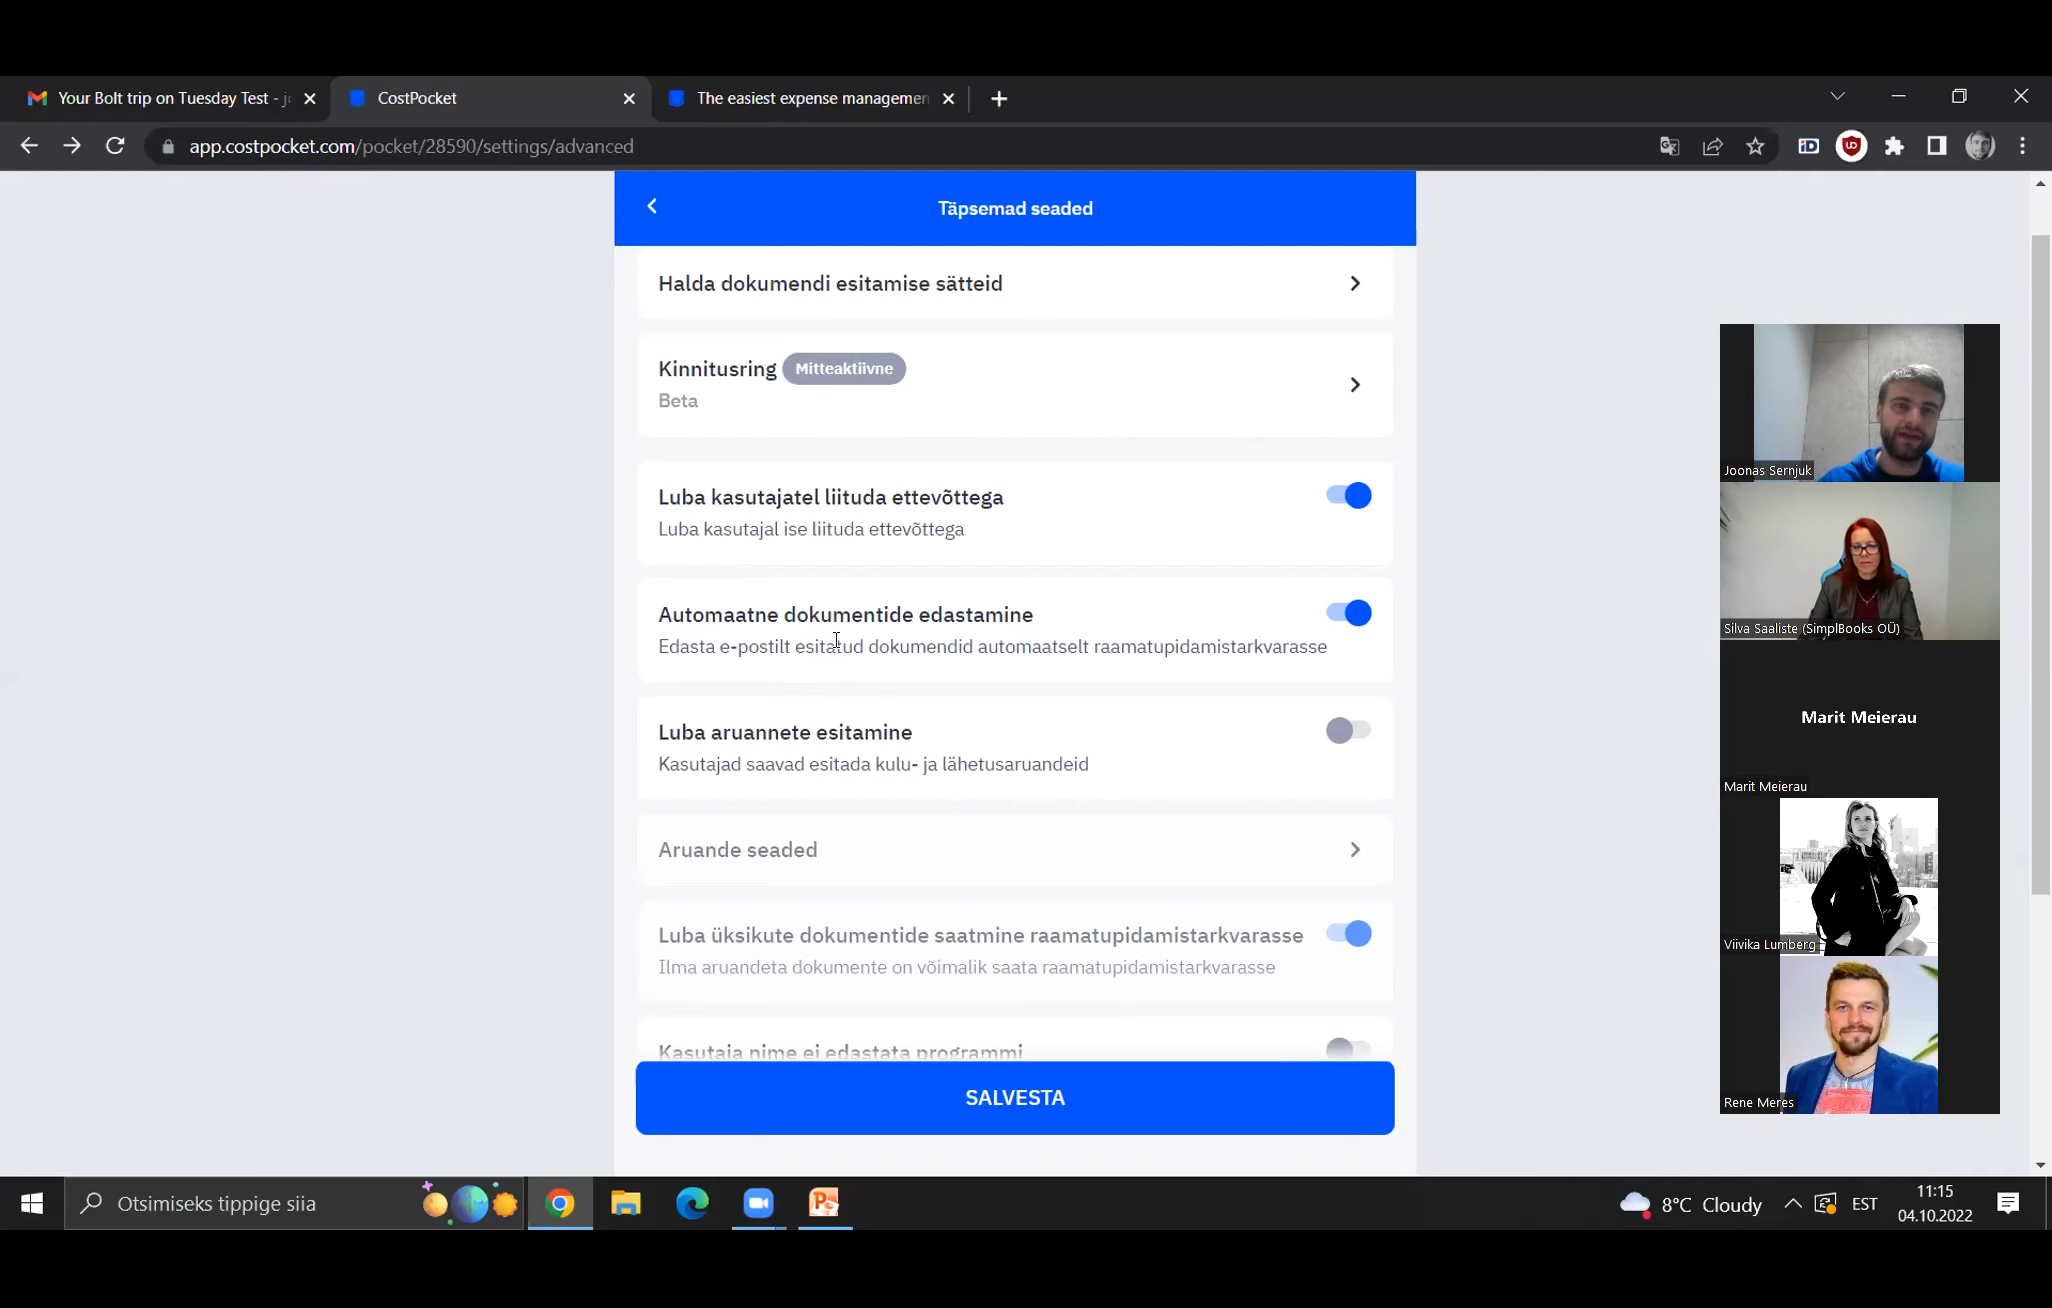 Your Bolt trip on Tuesday Test - j
CostPocket
The easiest expense managemen
app.costpocket.com/pocket/28590/settings/advanced
Täpsemad seaded
Halda dokumendi esitamise sätteid
Kinnitusring Mitteaktiivne
Beta
Luba kasutajatel liituda ettevõttega
Luba kasutajal ise liituda ettevõttega
Automaatne dokumentide edastamine
Edasta e-postilt esitatud dokumendid automaatselt raamatupidamistarkvarasse
Luba aruannete esitamine
Kasutajad saavad esitada kulu- ja lähetusaruandeid
Aruande seaded
Luba üksikute dokumentide saatmine raamatupidamistarkvarasse
Ilma aruandeta dokumente on võimalik saata raamatupidamistarkvarasse
Kasutaja nime ei edastata programmi
SALVESTA
Joonas Sernjuk
Silva Saaliste (SimplBooks OÜ)
Marit Meierau
Marit Meierau
Viivika Lumberg
Rene Meres
Otsimiseks tippige siia
8°C Cloudy
EST
11:15
04.10.2022